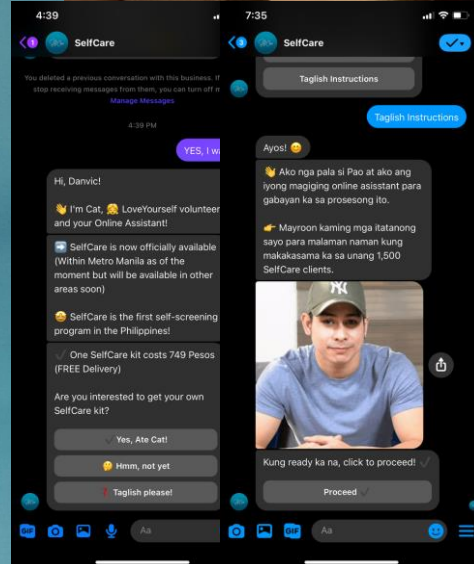 4:39
1
SelfCare
You deleted a previous conversation with this business. If
stop receiving messages from them, you can turn off m
Manage Messages
4:39 PM
YES, I wa
Hi, Danvic!
👋 I'm Cat, 🙋 LoveYourself volunteer
and your Online Assistant!
➡️ SelfCare is now officially available
(Within Metro Manila as of the
moment but will be available in other
areas soon)
🤩 SelfCare is the first self-screening
program in the Philippines!
✔️ One SelfCare kit costs 749 Pesos
(FREE Delivery)
Are you interested to get your own
SelfCare kit?
✔️ Yes, Ate Cat!
🤔 Hmm, not yet
❓ Taglish please!
GIF
Aa
7:35
3
SelfCare
Taglish Instructions
Taglish Instructions
Ayos! 😊
👋 Ako nga pala si Pao at ako ang
iyong magiging online asisstant para
gabayan ka sa prosesong ito.
👉 Mayroon kaming mga itatanong
sayo para malaman naman kung
makakasama ka sa unang 1,500
SelfCare clients.
NY
Kung ready ka na, click to proceed! ✔️
Proceed ✔️
GIF
Aa